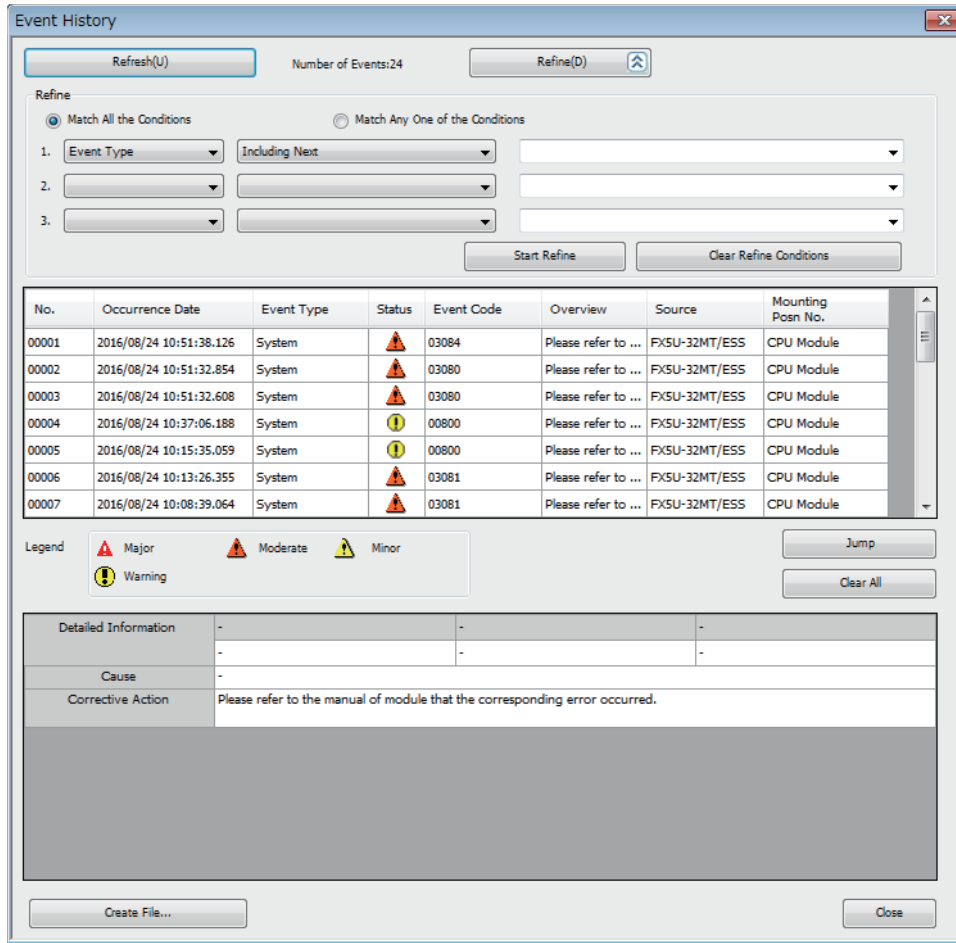 Event History
Refresh(U) Number of Events:24 Refine(D)
Refine
Match All the Conditions Match Any One of the Conditions
1. Event Type Including Next
2.
3.
Start Refine Clear Refine Conditions
No. Occurrence Date Event Type Status Event Code Overview Source Mounting Posn No.
00001 2016/08/24 10:51:38.126 System 03084 Please refer to ... FX5U-32MT/ESS CPU Module
00002 2016/08/24 10:51:32.854 System 03080 Please refer to ... FX5U-32MT/ESS CPU Module
00003 2016/08/24 10:51:32.608 System 03080 Please refer to ... FX5U-32MT/ESS CPU Module
00004 2016/08/24 10:37:06.188 System 00800 Please refer to ... FX5U-32MT/ESS CPU Module
00005 2016/08/24 10:15:35.059 System 00800 Please refer to ... FX5U-32MT/ESS CPU Module
00006 2016/08/24 10:13:26.355 System 03081 Please refer to ... FX5U-32MT/ESS CPU Module
00007 2016/08/24 10:08:39.064 System 03081 Please refer to ... FX5U-32MT/ESS CPU Module
Legend Major Moderate Minor Jump
Warning Clear All
Detailed Information - - -
- - -
Cause -
Corrective Action Please refer to the manual of module that the corresponding error occurred.
Create File... Close